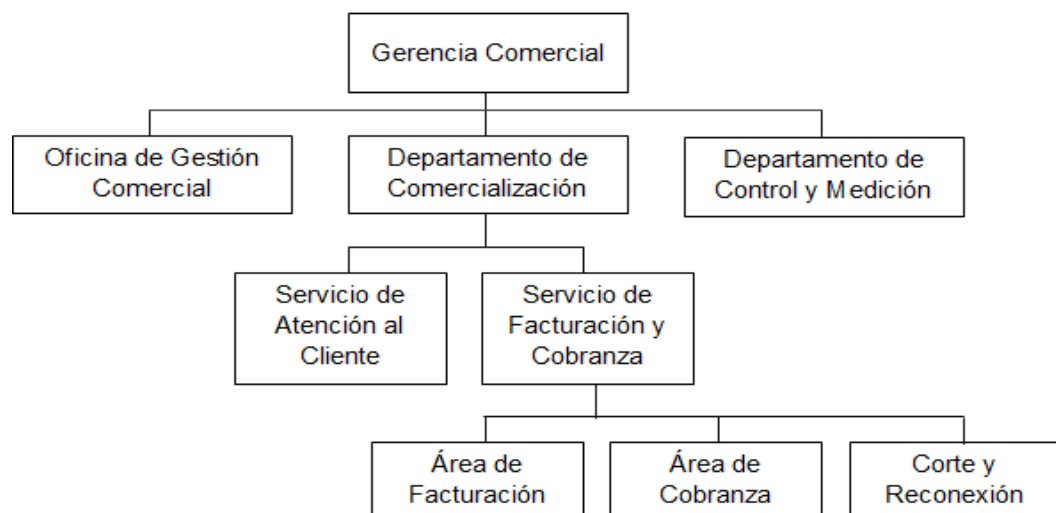 Gerencia Comercial
Oficina de Gestión
Comercial
Departamento de
Comercialización
Departamento de
Control y Medición
Servicio de
Atención al
Cliente
Servicio de
Facturación y
Cobranza
Área de
Facturación
Área de
Cobranza
Corte y
Reconexión